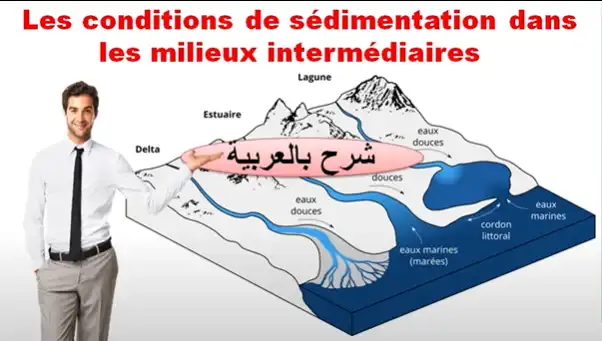 Les conditions de sédimentation dans
les milieux intermédiaires
Lagune
Estuaire
Delta
شرح بالعربية
eaux
douces
douces
eaux
douces
eaux
marines
cordon
littoral
eaux marines
(marées)